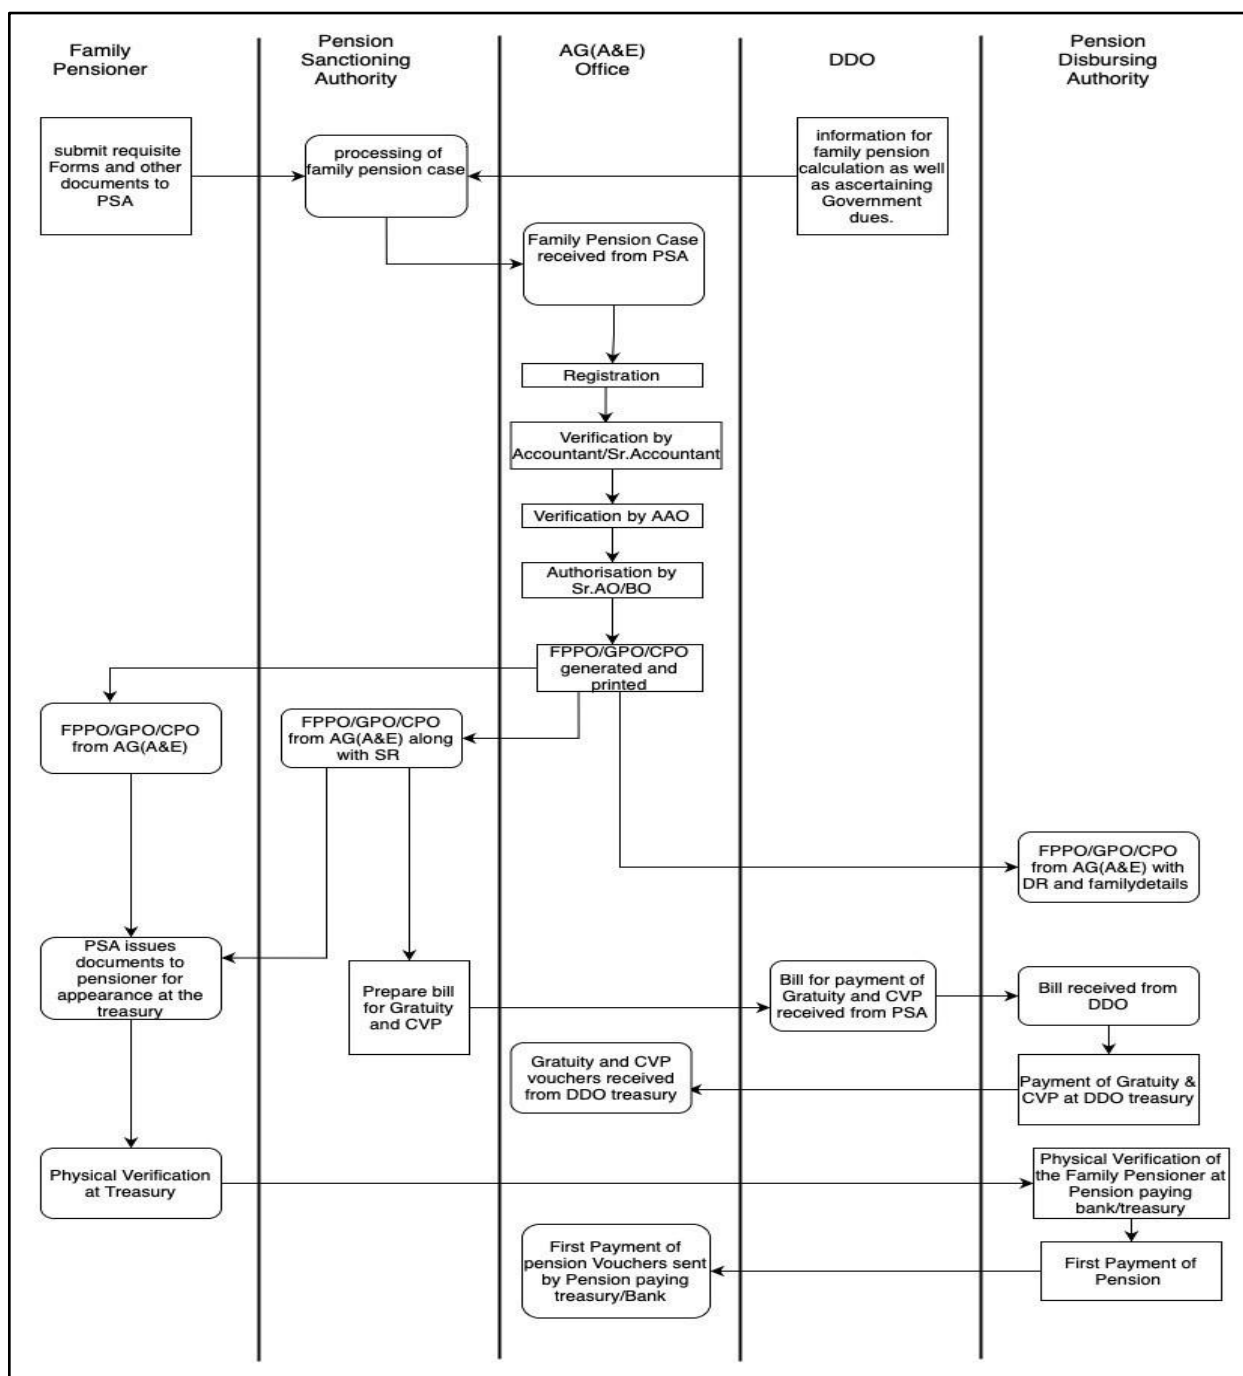 Family
Pensioner
Pension
Sanctioning
Authority
AG(A&E)
Office
DDO
Pension
Disbursing
Authority
submit requisite
Forms and other
documents to
PSA
processing of
family pension case
information for
family pension
calculation as well
as ascertaining
Government
dues.
Family Pension Case
received from PSA
Registration
Verification by
Accountant/Sr.Accountant
Verification by AAO
Authorisation by
Sr.AO/BO
FPPO/GPO/CPO
generated and
printed
FPPO/GPO/CPO
from AG(A&E)
FPPO/GPO/CPO
from AG(A&E) along
with SR
FPPO/GPO/CPO
from AG(A&E) with
DR and familydetails
PSA issues
documents to
pensioner for
appearance at the
treasury
Prepare bill
for Gratuity
and CVP
Bill for payment of
Gratuity and CVP
received from PSA
Bill received from
DDO
Gratuity and CVP
vouchers received
from DDO treasury
Payment of Gratuity &
CVP at DDO treasury
Physical Verification
at Treasury
Physical Verification of
the Family Pensioner at
Pension paying
bank/treasury
First Payment of
pension Vouchers sent
by Pension paying
treasury/Bank
First Payment of
Pension